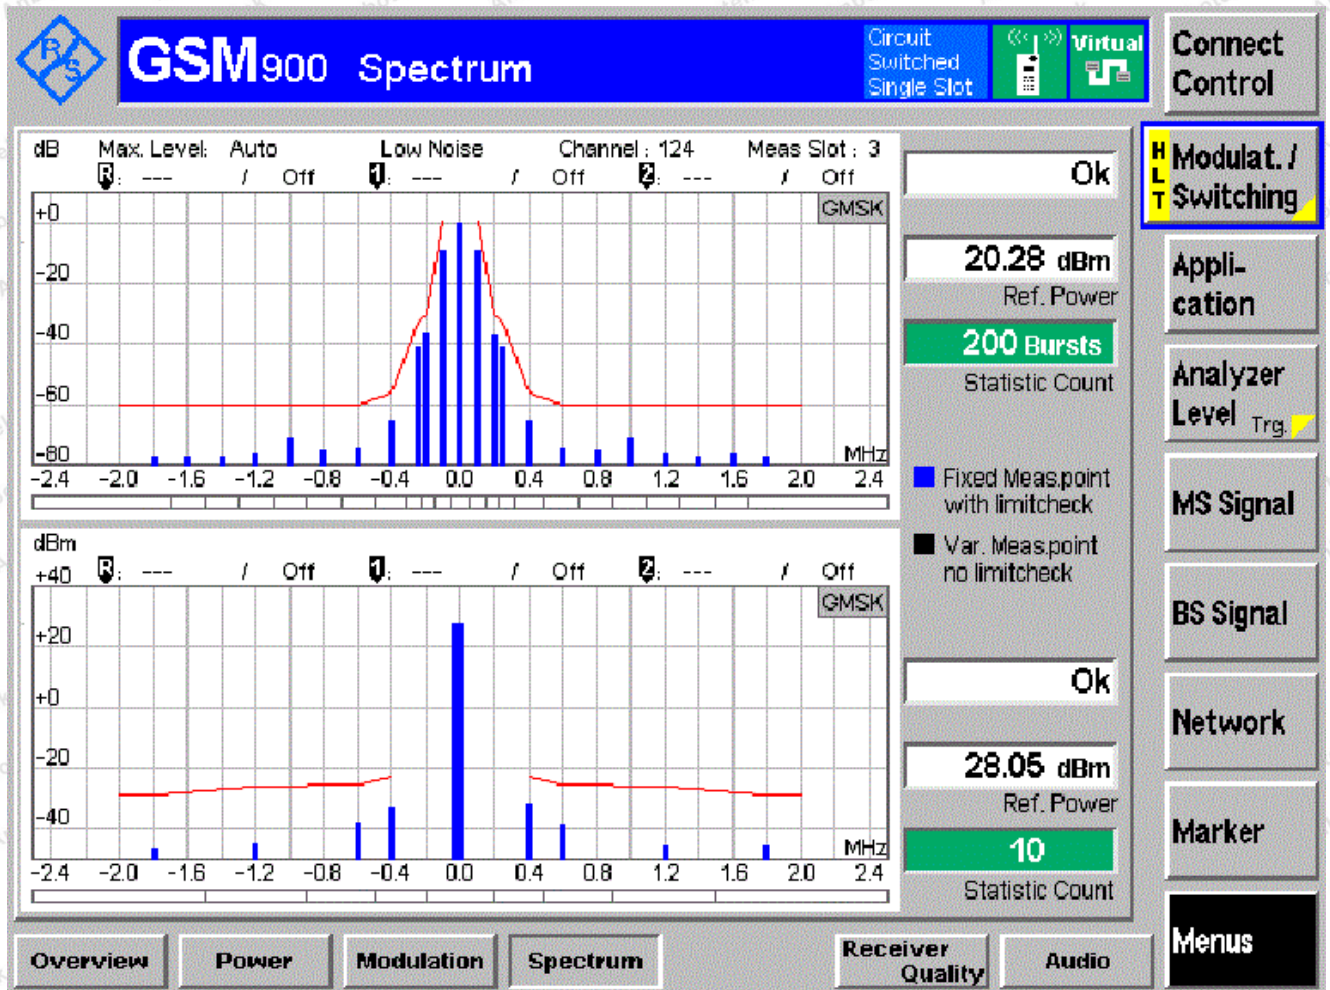 R/S
GSM900 Spectrum
Circuit
Switched
Single Slot
Virtual
Connect
Control
dB Max. Level: Auto Low Noise Channel : 124 Meas Slot : 3
R: --- / Off 1: --- / Off 2: --- / Off
GMSK
+0
-20
-40
-60
-80
MHz
-2.4 -2.0 -1.6 -1.2 -0.8 -0.4 0.0 0.4 0.8 1.2 1.6 2.0 2.4
Ok
20.28 dBm
Ref. Power
200 Bursts
Statistic Count
Fixed Meas.point
with limitcheck
Var. Meas.point
no limitcheck
dBm
R: --- / Off 1: --- / Off 2: --- / Off
GMSK
+40
+20
+0
-20
-40
MHz
-2.4 -2.0 -1.6 -1.2 -0.8 -0.4 0.0 0.4 0.8 1.2 1.6 2.0 2.4
Ok
28.05 dBm
Ref. Power
10
Statistic Count
HLT
Modulat. /
Switching
Appli-
cation
Analyzer
Level Trg.
MS Signal
BS Signal
Network
Marker
Menus
Overview Power Modulation Spectrum Receiver
Quality Audio